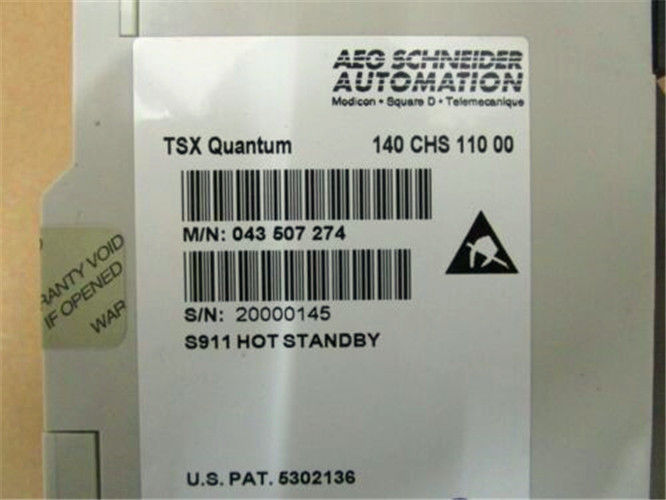 AEG SCHNEIDER
AUTOMATION
Modicon • Square D • Telemecanique
TSX Quantum 140 CHS 110 00
M/N: 043 507 274
S/N: 20000145
S911 HOT STANDBY
U.S. PAT. 5302136
VOID
IF OPENED
WAR